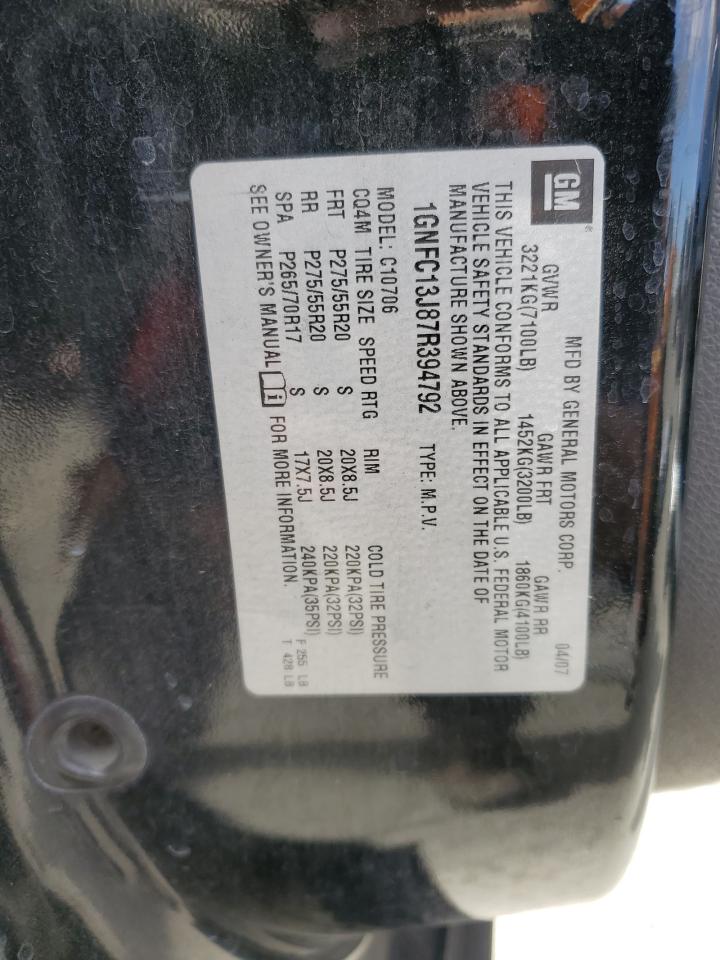 GM®
MFD BY GENERAL MOTORS CORP. 04/07
GVWR GAWR FRT GAWR RR
3221KG(7100LB) 1452KG(3200LB) 1860KG(4100LB)
THIS VEHICLE CONFORMS TO ALL APPLICABLE U.S. FEDERAL MOTOR
VEHICLE SAFETY STANDARDS IN EFFECT ON THE DATE OF
MANUFACTURE SHOWN ABOVE.
1GNFC13J87R394792 TYPE: M.P.V.
MODEL: C10706
CQ4M TIRE SIZE SPEED RTG RIM COLD TIRE PRESSURE
FRT P275/55R20 S 20X8.5J 220KPA(32PSI)
RR P275/55R20 S 20X8.5J 220KPA(32PSI)
SPA P265/70R17 S 17X7.5J 240KPA(35PSI)
SEE OWNER'S MANUAL i FOR MORE INFORMATION.
F 255 LB
T 428 LB